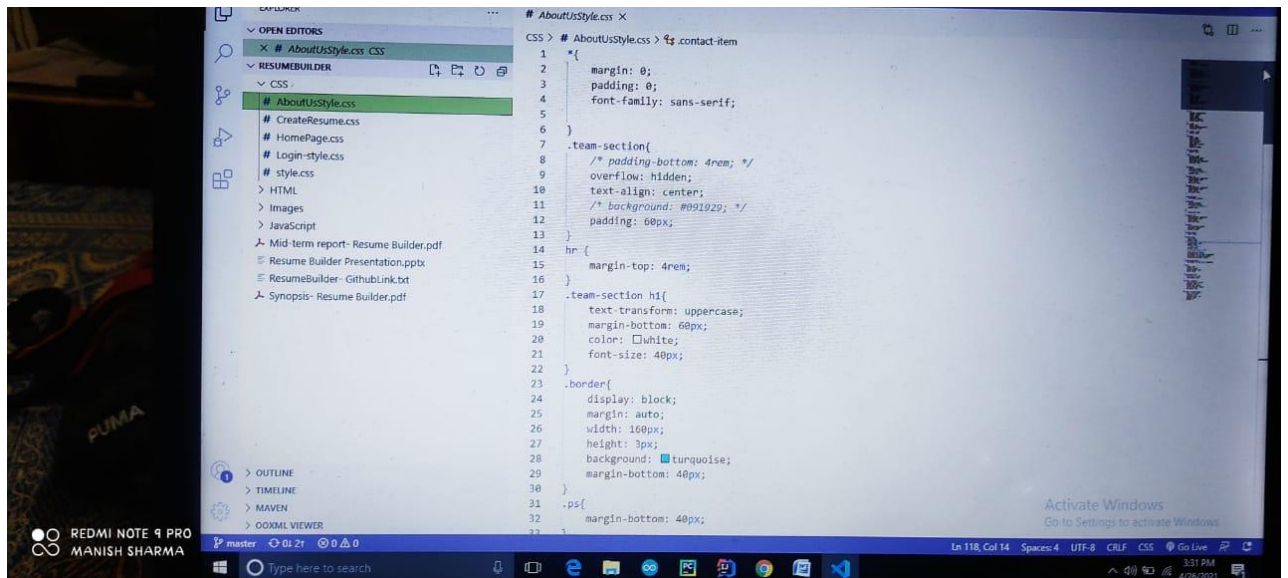 EXPLORER
OPEN EDITORS
# AboutUsStyle.css CSS
RESUMEBUILDER
CSS
# AboutUsStyle.css
# CreateResume.css
# HomePage.css
# Login-style.css
# style.css
HTML
Images
JavaScript
Mid-term report- Resume Builder.pdf
Resume Builder Presentation.pptx
ResumeBuilder- GithubLink.txt
Synopsis- Resume Builder.pdf
OUTLINE
TIMELINE
MAVEN
OOXML VIEWER
# AboutUsStyle.css
CSS > # AboutUsStyle.css > .contact-item
1 *{
2 margin: 0;
3 padding: 0;
4 font-family: sans-serif;
5
6 }
7 .team-section{
8 /* padding-bottom: 4rem; */
9 overflow: hidden;
10 text-align: center;
11 /* background: #091929; */
12 padding: 60px;
13 }
14 hr {
15 margin-top: 4rem;
16 }
17 .team-section h1{
18 text-transform: uppercase;
19 margin-bottom: 60px;
20 color: white;
21 font-size: 40px;
22 }
23 .border{
24 display: block;
25 margin: auto;
26 width: 160px;
27 height: 3px;
28 background: turquoise;
29 margin-bottom: 40px;
30 }
31 .ps{
32 margin-bottom: 40px;
33 }
Activate Windows
Go to Settings to activate Windows.
master 0↓ 2↑ 0 0
Ln 118, Col 14 Spaces: 4 UTF-8 CRLF CSS Go Live
Type here to search
3:31 PM
4/26/2021
PUMA
REDMI NOTE 9 PRO
MANISH SHARMA